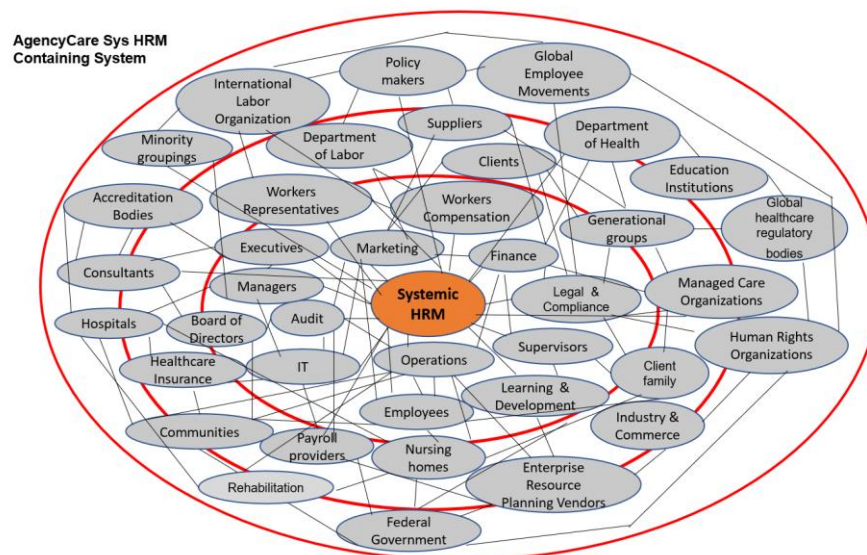 AgencyCare Sys HRM
Containing System
International
Labor
Organization
Policy
makers
Global
Employee
Movements
Minority
groupings
Department
of Labor
Suppliers
Department
of Health
Clients
Education
Institutions
Accreditation
Bodies
Workers
Representatives
Workers
Compensation
Generational
groups
Global
healthcare
regulatory
bodies
Executives
Marketing
Finance
Consultants
Managers
Systemic
HRM
Legal &
Compliance
Managed Care
Organizations
Hospitals
Board of
Directors
Audit
Human Rights
Organizations
Healthcare
Insurance
IT
Operations
Supervisors
Client
family
Employees
Learning &
Development
Industry &
Commerce
Communities
Payroll
providers
Nursing
homes
Enterprise
Resource
Planning Vendors
Rehabilitation
Federal
Government